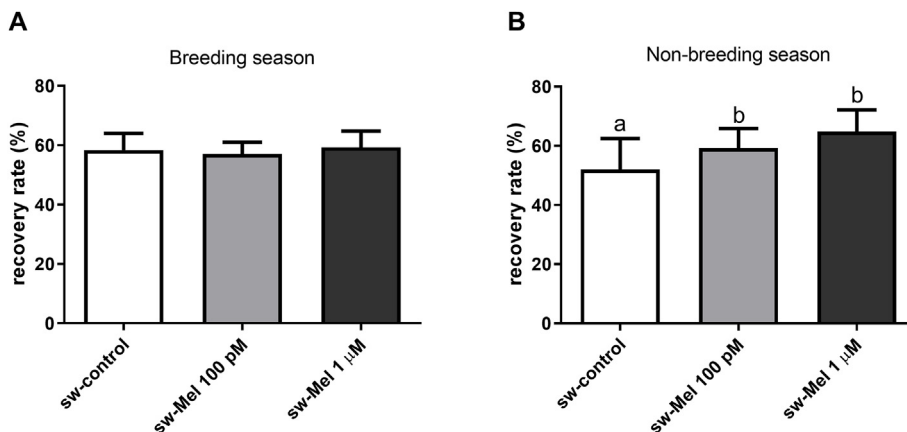 A
Breeding season
recovery rate (%)
80
60
40
20
0
sw-control
sw-Mel 100 pM
sw-Mel 1 μM
B
Non-breeding season
recovery rate (%)
80
60
40
20
0
a
b
b
sw-control
sw-Mel 100 pM
sw-Mel 1 μM